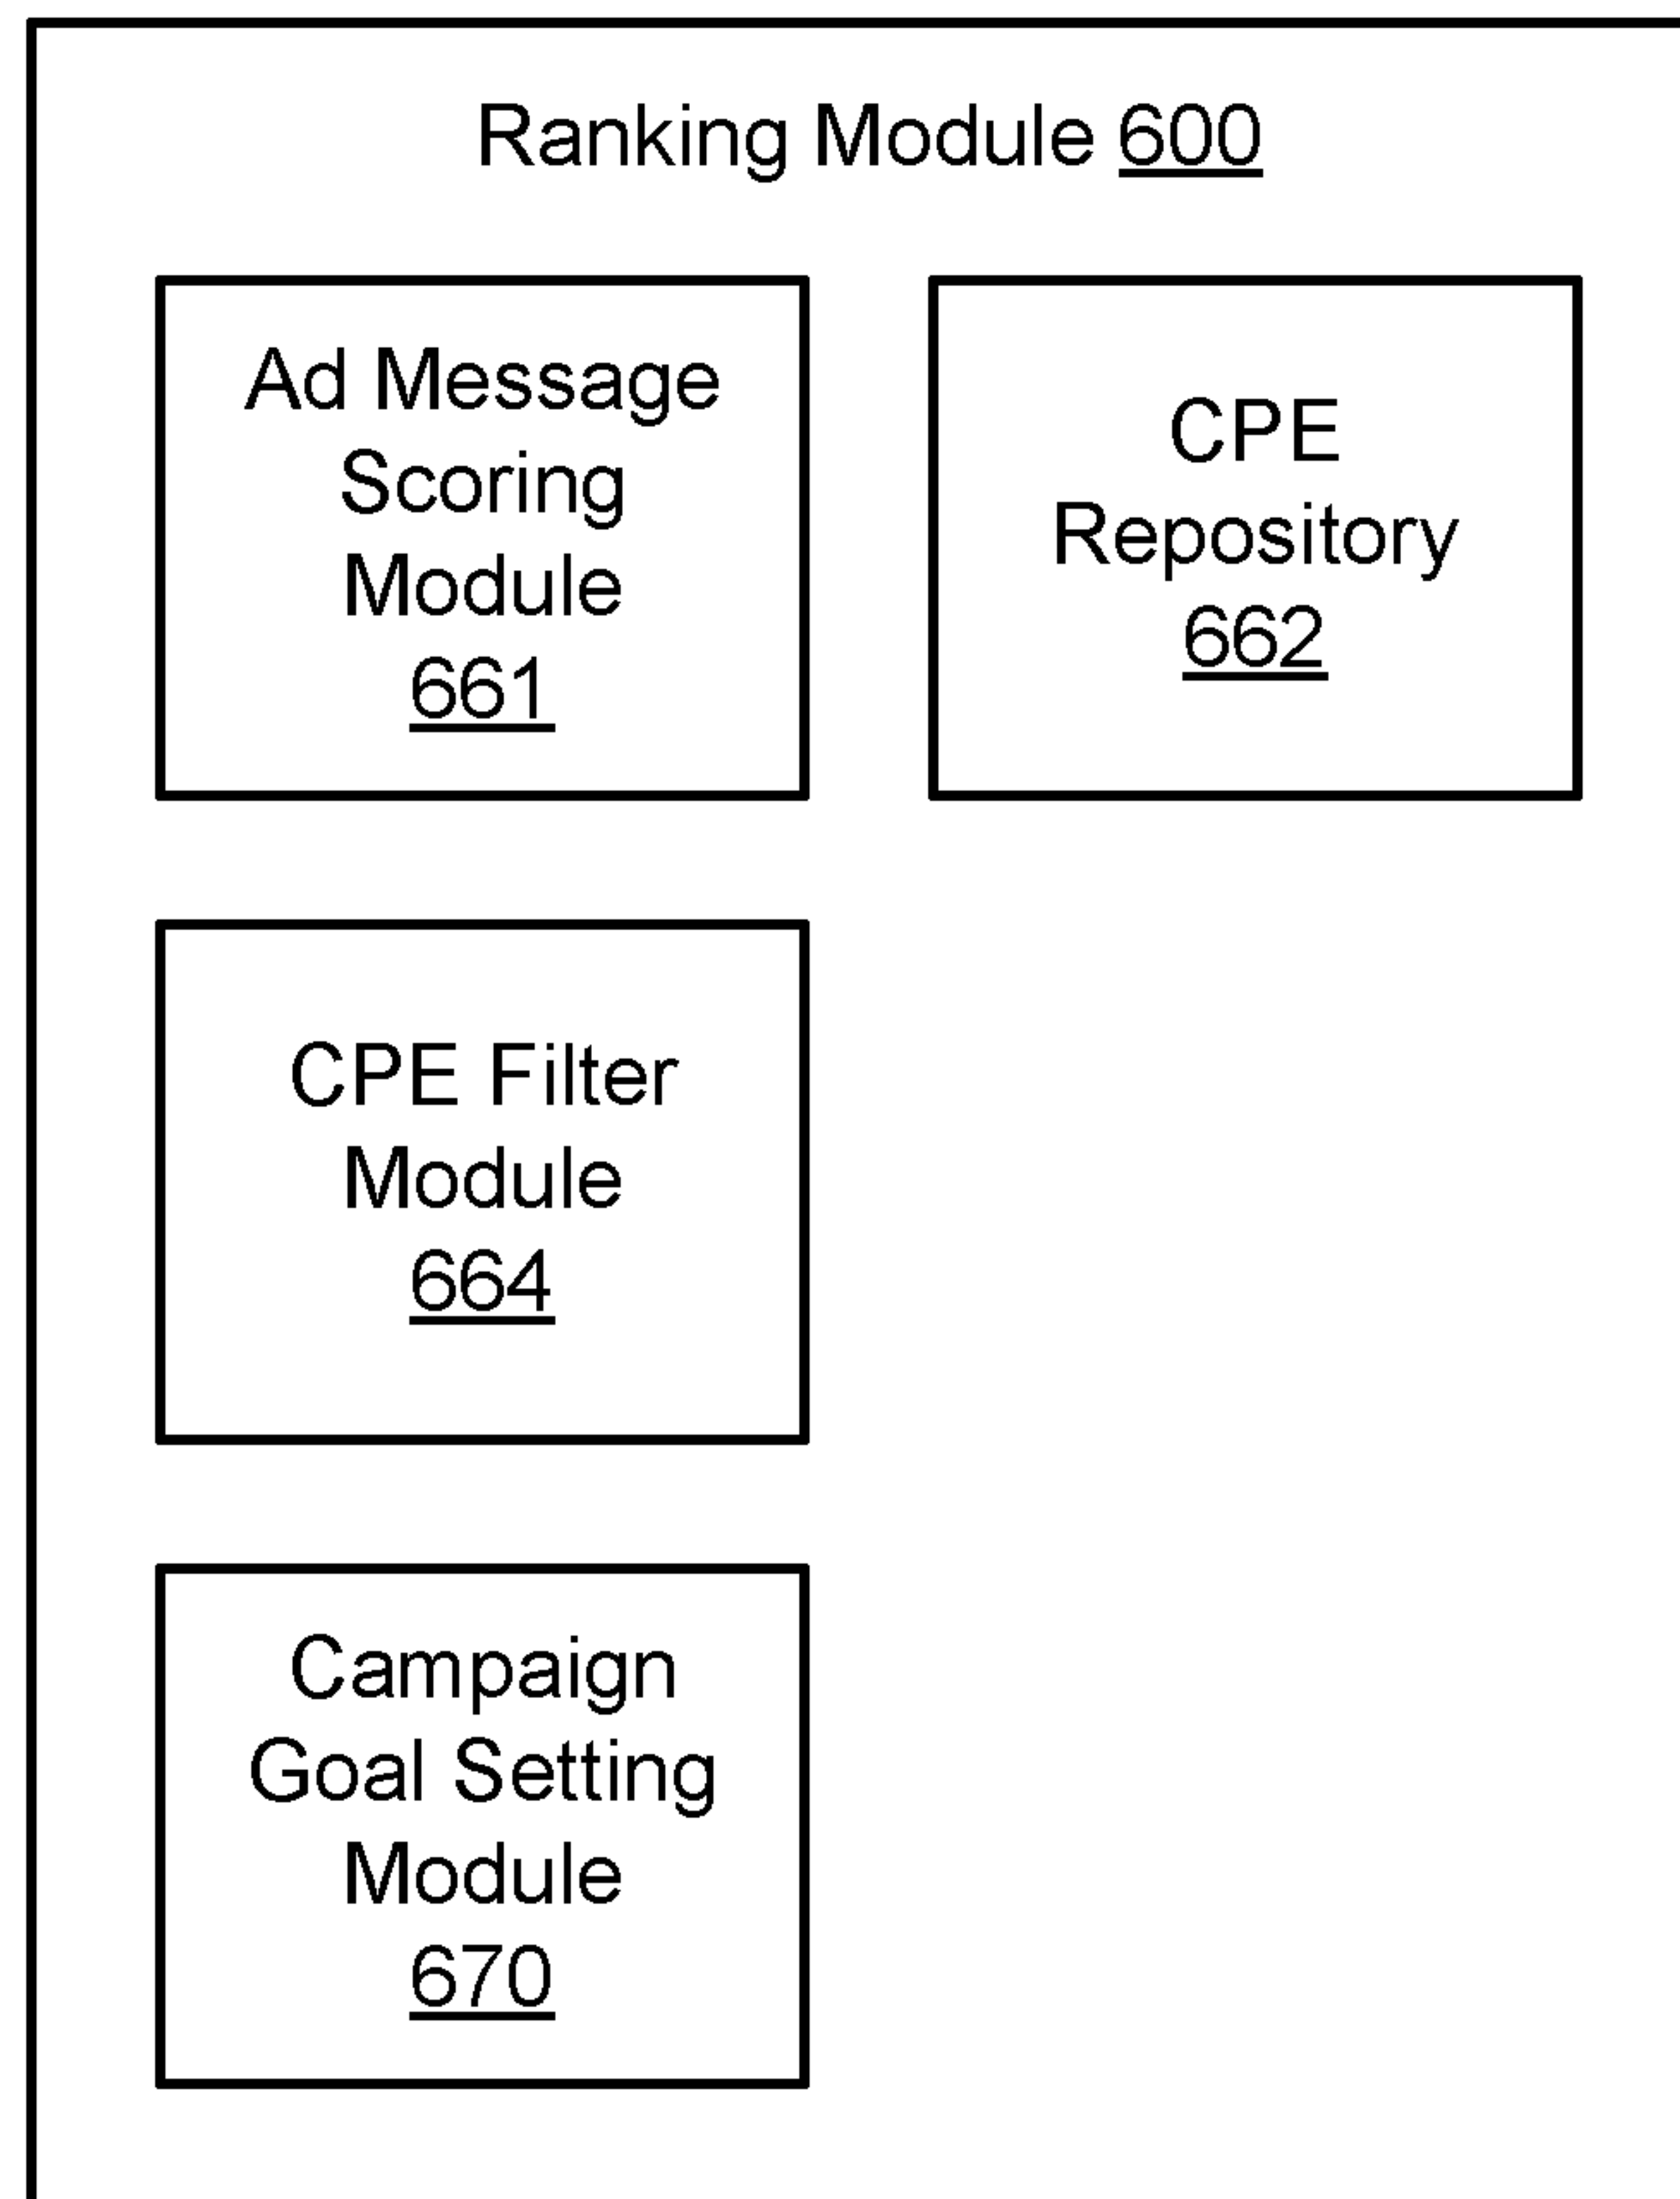 Ranking Module 600
Ad Message
Scoring
Module
661
CPE
Repository
662
CPE Filter
Module
664
Campaign
Goal Setting
Module
670